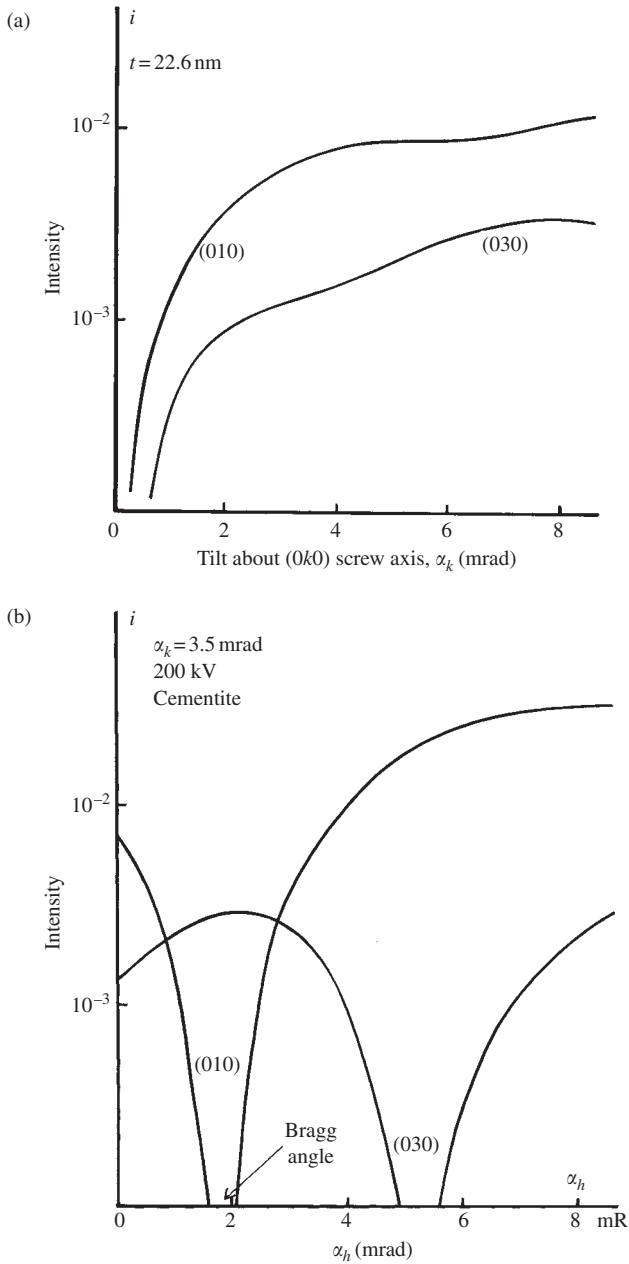 (a)
i
t = 22.6 nm
10⁻²
(010)
(030)
Intensity
10⁻³
0 2 4 6 8
Tilt about (0k0) screw axis, αₖ (mrad)
(b)
i
αₖ = 3.5 mrad
200 kV
Cementite
10⁻²
Intensity
10⁻³
(010)
Bragg
angle
(030)
αₕ
0 2 4 6 8 mR
αₕ (mrad)